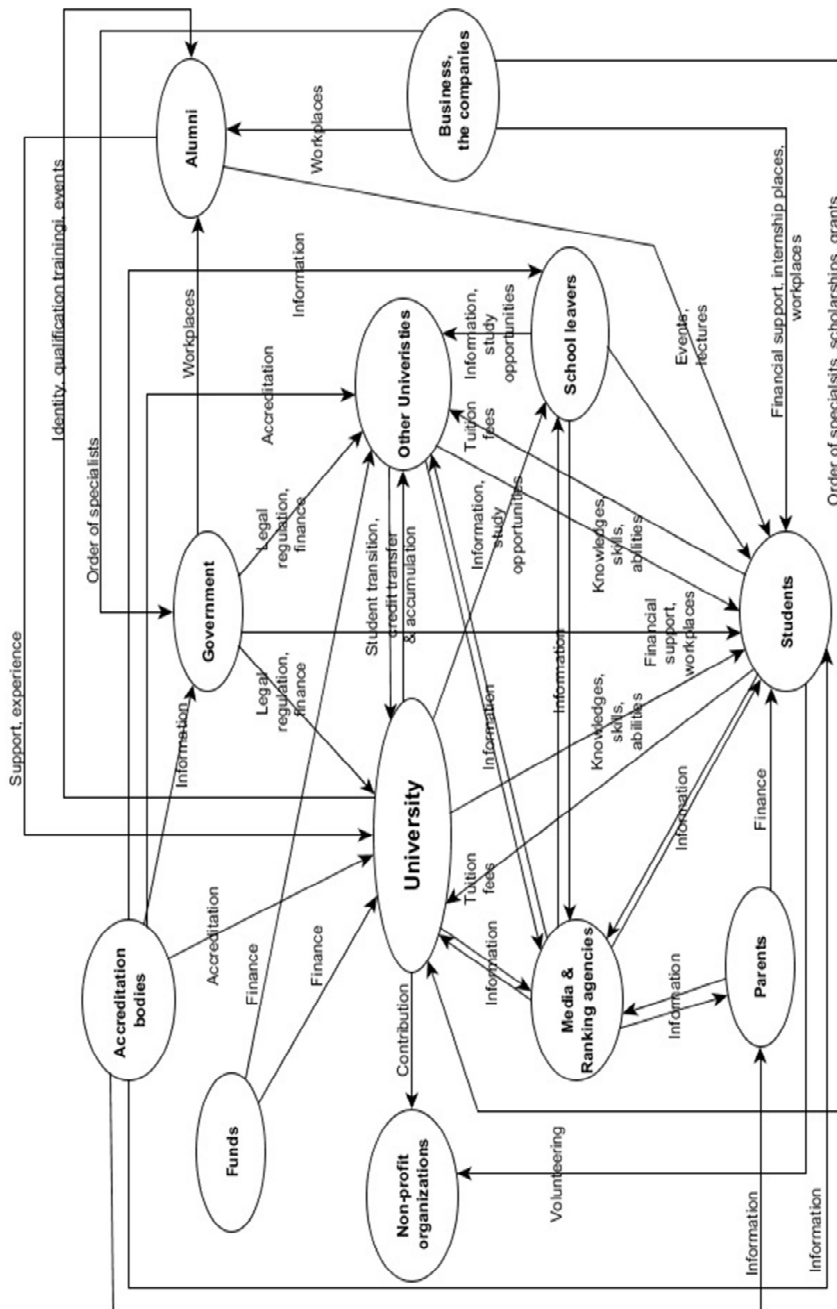 Support, experience
Identity, qualification trainingi, events
Order of specialists
Accreditation
bodies
Information
Government
Workplaces
Alumni
Accreditation
Finance
Legal
regulation,
finance
Legal
regulation,
finance
Accreditation
Information
Workplaces
Funds
Finance
Student transition,
credit transfer
& accumulation
Other Univeristies
Non-profit
organizations
Contribution
University
Business,
the companies
Information
Tuition
fees
Information
Information,
study
opportunities
Information,
study
opportunities
Tuition
fees
Media &
Ranking agencies
Information
School leavers
Volunteering
Knowledges,
skills,
abilities
Financial
support,
workplaces
Knowledges,
skills,
abilities
Events,
lectures
Information
Information
Parents
Finance
Students
Information
Information
Financial support, internship places,
workplaces
Order of specialsits, scholarships, grants